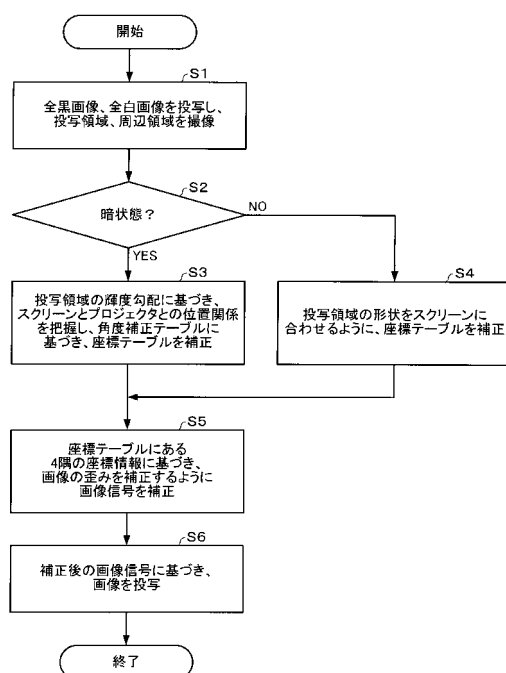 開始
S1
全黒画像、全白画像を投写し、
投写領域、周辺領域を撮像
S2
暗状態？
NO
YES
S3
投写領域の輝度勾配に基づき、
スクリーンとプロジェクタとの位置関係
を把握し、角度補正テーブルに
基づき、座標テーブルを補正
S4
投写領域の形状をスクリーンに
合わせるように、座標テーブルを補正
S5
座標テーブルにある
4隅の座標情報に基づき、
画像の歪みを補正するように
画像信号を補正
S6
補正後の画像信号に基づき、
画像を投写
終了